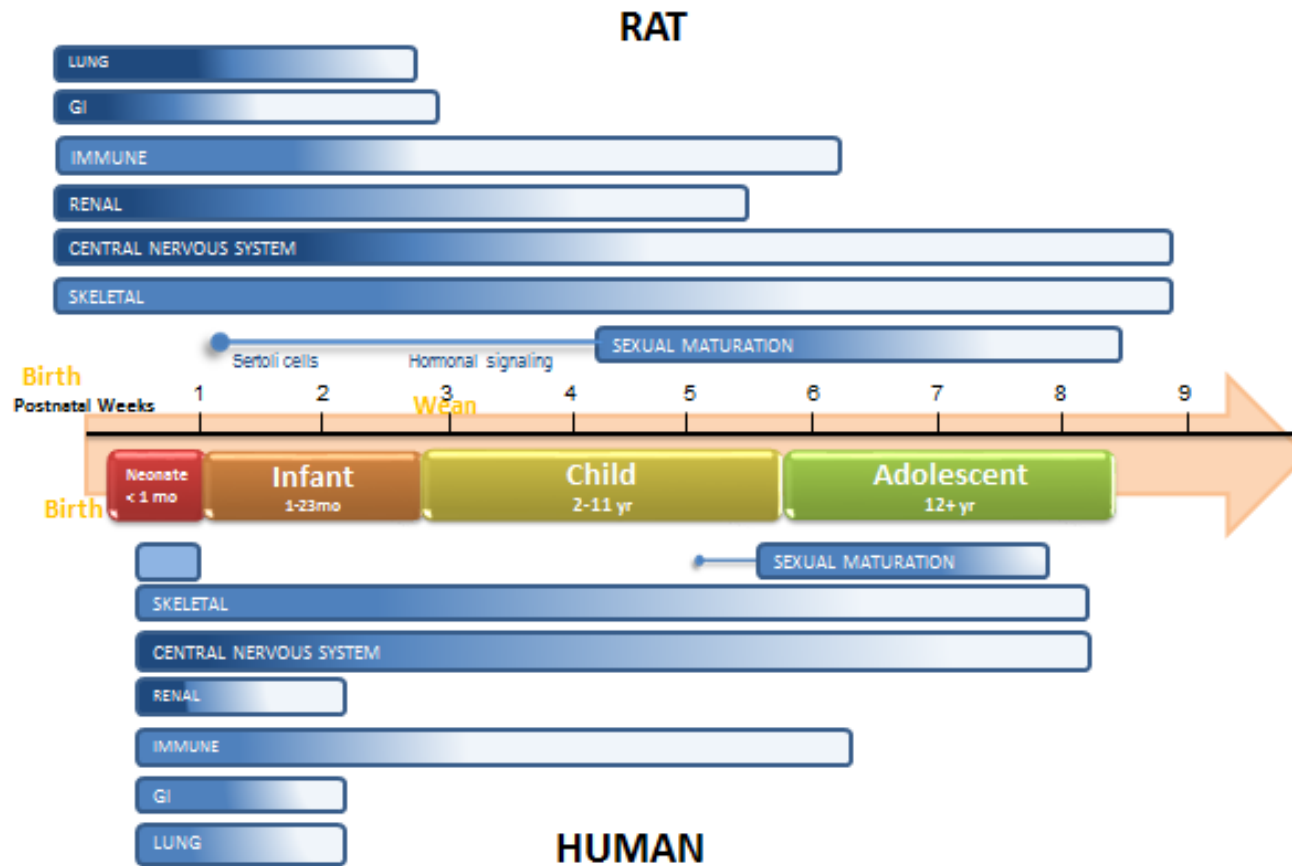 RAT
LUNG
GI
IMMUNE
RENAL
CENTRAL NERVOUS SYSTEM
SKELETAL
SEXUAL MATURATION
Sertoli cells Hormonal signaling
Birth
Postnatal Weeks 1 2 3 4 5 6 7 8 9
Wean
Neonate
< 1 mo
Infant
1-23mo
Child
2-11 yr
Adolescent
12+ yr
Birth
SEXUAL MATURATION
SKELETAL
CENTRAL NERVOUS SYSTEM
RENAL
IMMUNE
GI
LUNG
HUMAN